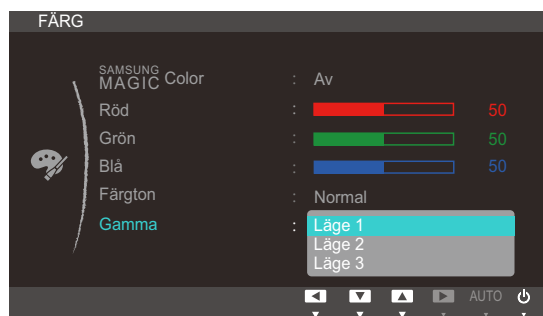 FÄRG
SAMSUNG MAGIC Color : Av
Röd : 50
Grön : 50
Blå : 50
Färgton : Normal
Gamma : Läge 1
Läge 2
Läge 3
AUTO